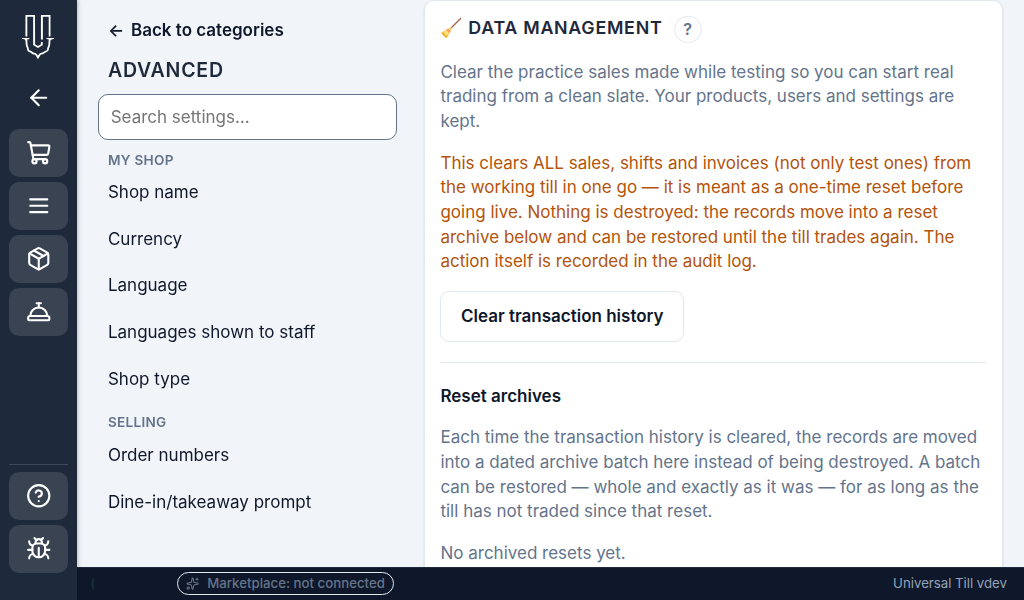 ← Back to categories
ADVANCED
Search settings...
MY SHOP
Shop name
Currency
Language
Languages shown to staff
Shop type
SELLING
Order numbers
Dine-in/takeaway prompt
🧹 DATA MANAGEMENT ?
Clear the practice sales made while testing so you can start real
trading from a clean slate. Your products, users and settings are
kept.
This clears ALL sales, shifts and invoices (not only test ones) from
the working till in one go — it is meant as a one-time reset before
going live. Nothing is destroyed: the records move into a reset
archive below and can be restored until the till trades again. The
action itself is recorded in the audit log.
Clear transaction history
Reset archives
Each time the transaction history is cleared, the records are moved
into a dated archive batch here instead of being destroyed. A batch
can be restored — whole and exactly as it was — for as long as the
till has not traded since that reset.
No archived resets yet.
Marketplace: not connected
Universal Till vdev